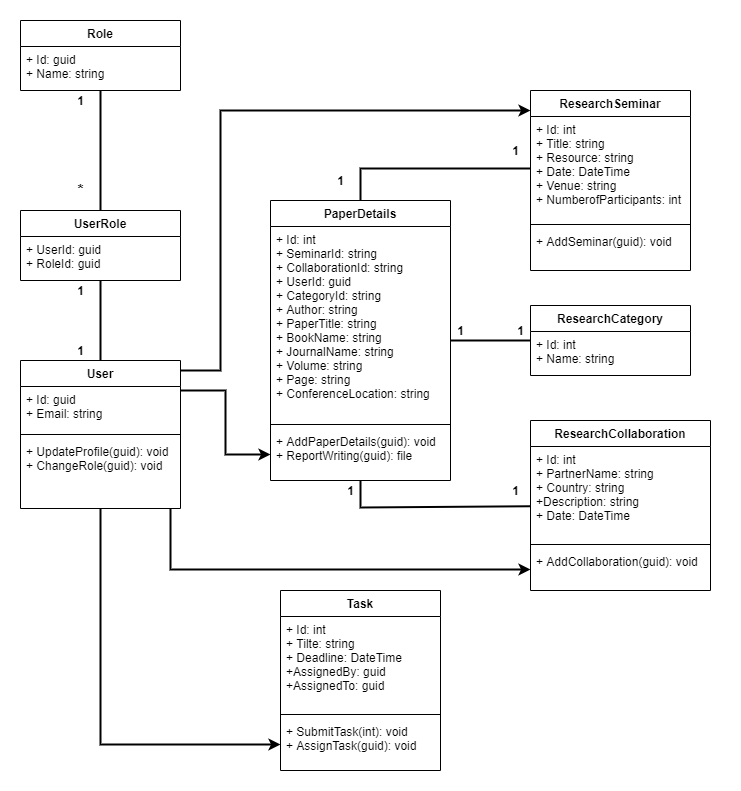 Role
+ Id: guid
+ Name: string
1
*
UserRole
+ UserId: guid
+ RoleId: guid
1
1
User
+ Id: guid
+ Email: string
+ UpdateProfile(guid): void
+ ChangeRole(guid): void
PaperDetails
+ Id: int
+ SeminarId: string
+ CollaborationId: string
+ UserId: guid
+ CategoryId: string
+ Author: string
+ PaperTitle: string
+ BookName: string
+ JournalName: string
+ Volume: string
+ Page: string
+ ConferenceLocation: string
+ AddPaperDetails(guid): void
+ ReportWriting(guid): file
1
1
ResearchSeminar
+ Id: int
+ Title: string
+ Resource: string
+ Date: DateTime
+ Venue: string
+ NumberofParticipants: int
+ AddSeminar(guid): void
1
1
ResearchCategory
+ Id: int
+ Name: string
1
1
ResearchCollaboration
+ Id: int
+ PartnerName: string
+ Country: string
+Description: string
+ Date: DateTime
+ AddCollaboration(guid): void
Task
+ Id: int
+ Tilte: string
+ Deadline: DateTime
+AssignedBy: guid
+AssignedTo: guid
+ SubmitTask(int): void
+ AssignTask(guid): void